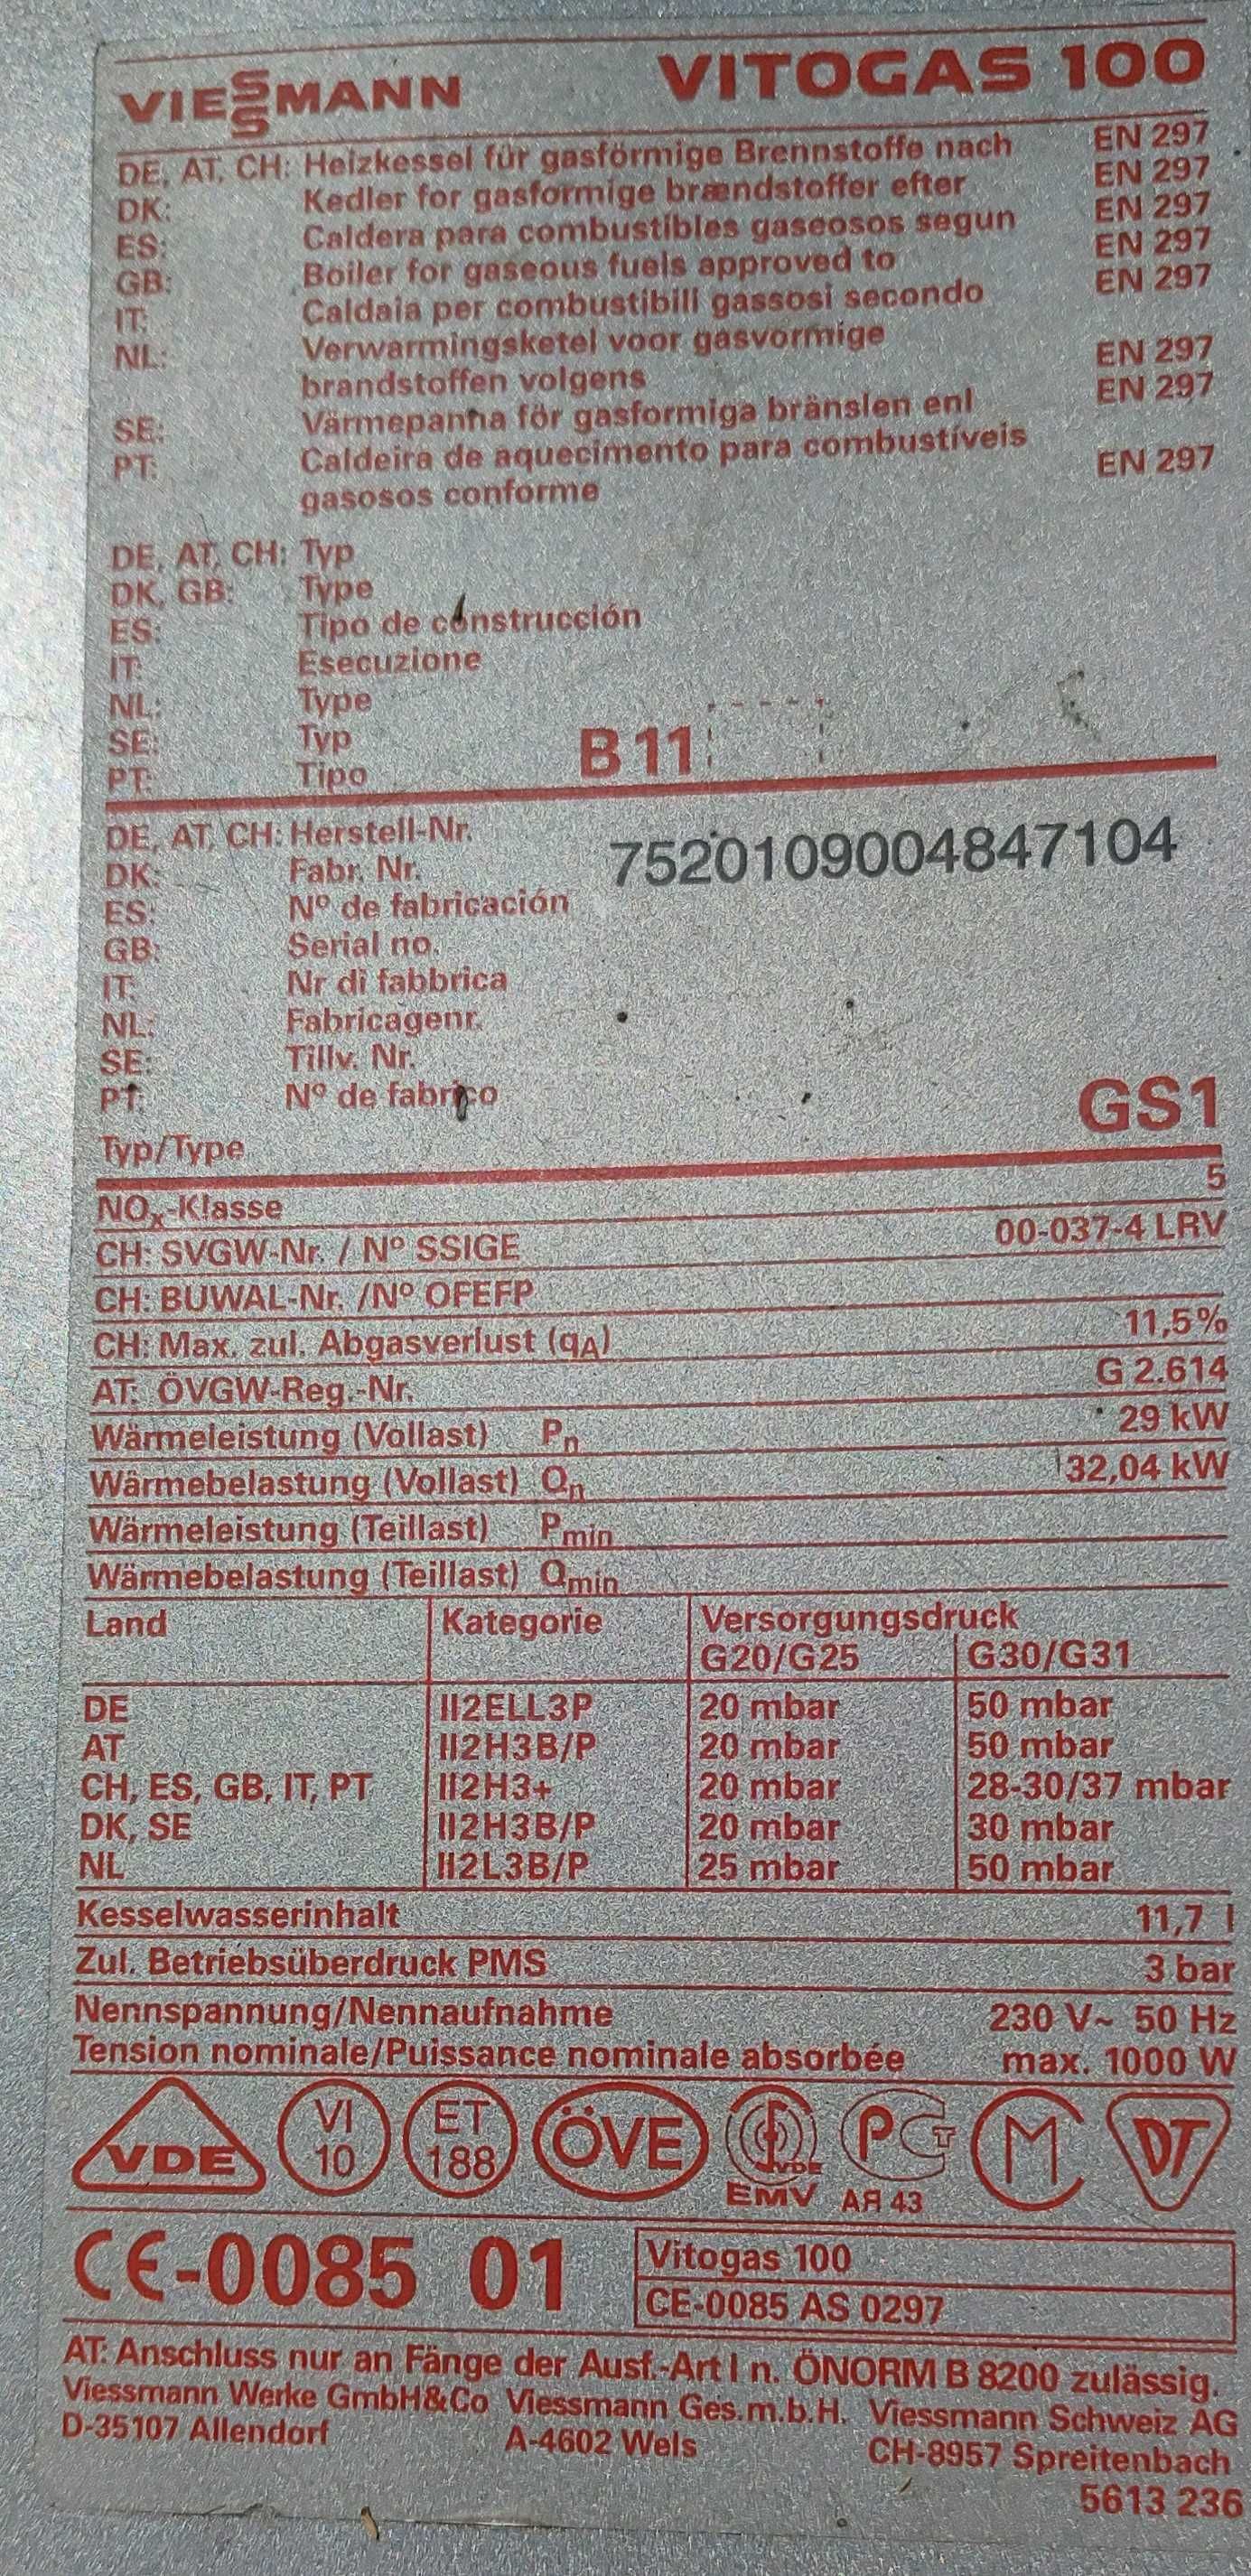 VIESSMANN VITOGAS 100
DE, AT, CH: Heizkessel für gasförmige Brennstoffe nach EN 297
DK: Kedler for gasformige brændstoffer efter EN 297
ES: Caldera para combustibles gaseosos segun EN 297
GB: Boiler for gaseous fuels approved to EN 297
IT: Caldaia per combustibili gassosi secondo EN 297
NL: Verwarmingsketel voor gasvormige
brandstoffen volgens EN 297
SE: Värmepanna för gasformiga bränslen enl EN 297
PT: Caldeira de aquecimento para combustíveis
gasosos conforme EN 297
DE, AT, CH: Typ
DK, GB: Type
ES: Tipo de construcción
IT: Esecuzione
NL: Type
SE: Typ
PT: Tipo B11
DE, AT, CH: Herstell-Nr. 7520109004847104
DK: Fabr. Nr.
ES: Nº de fabricación
GB: Serial no.
IT: Nr di fabbrica
NL: Fabricagenr.
SE: Tillv. Nr.
PT: Nº de fabrico
Typ/Type GS1
NOx-Klasse 5
CH: SVGW-Nr. / Nº SSIGE 00-037-4 LRV
CH: BUWAL-Nr. /Nº OFEFP
CH: Max. zul. Abgasverlust (qA) 11,5%
AT: ÖVGW-Reg.-Nr. G 2.614
Wärmeleistung (Vollast) Pn 29 kW
Wärmebelastung (Vollast) Qn 32,04 kW
Wärmeleistung (Teillast) Pmin
Wärmebelastung (Teillast) Qmin
Land Kategorie Versorgungsdruck
G20/G25 G30/G31
DE II2ELL3P 20 mbar 50 mbar
AT II2H3B/P 20 mbar 50 mbar
CH, ES, GB, IT, PT II2H3+ 20 mbar 28-30/37 mbar
DK, SE II2H3B/P 20 mbar 30 mbar
NL II2L3B/P 25 mbar 50 mbar
Kesselwasserinhalt 11,7 l
Zul. Betriebsüberdruck PMS 3 bar
Nennspannung/Nennaufnahme 230 V~ 50 Hz
Tension nominale/Puissance nominale absorbée max. 1000 W
VDE VI 10 ET 188 ÖVE VDE EMV PCT AЯ 43 M DT
CE-0085 01 Vitogas 100
CE-0085 AS 0297
AT: Anschluss nur an Fänge der Ausf.-Art I n. ÖNORM B 8200 zulässig.
Viessmann Werke GmbH&Co Viessmann Ges.m.b.H. Viessmann Schweiz AG
D-35107 Allendorf A-4602 Wels CH-8957 Spreitenbach
5613 236